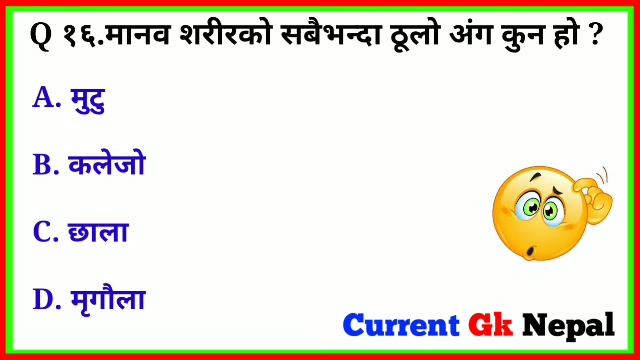 Q १६.मानव शरीरको सबैभन्दा ठूलो अंग कुन हो ?
A. मुटु
B. कलेजो
C. छाला
D. मृगौला
Current Gk Nepal